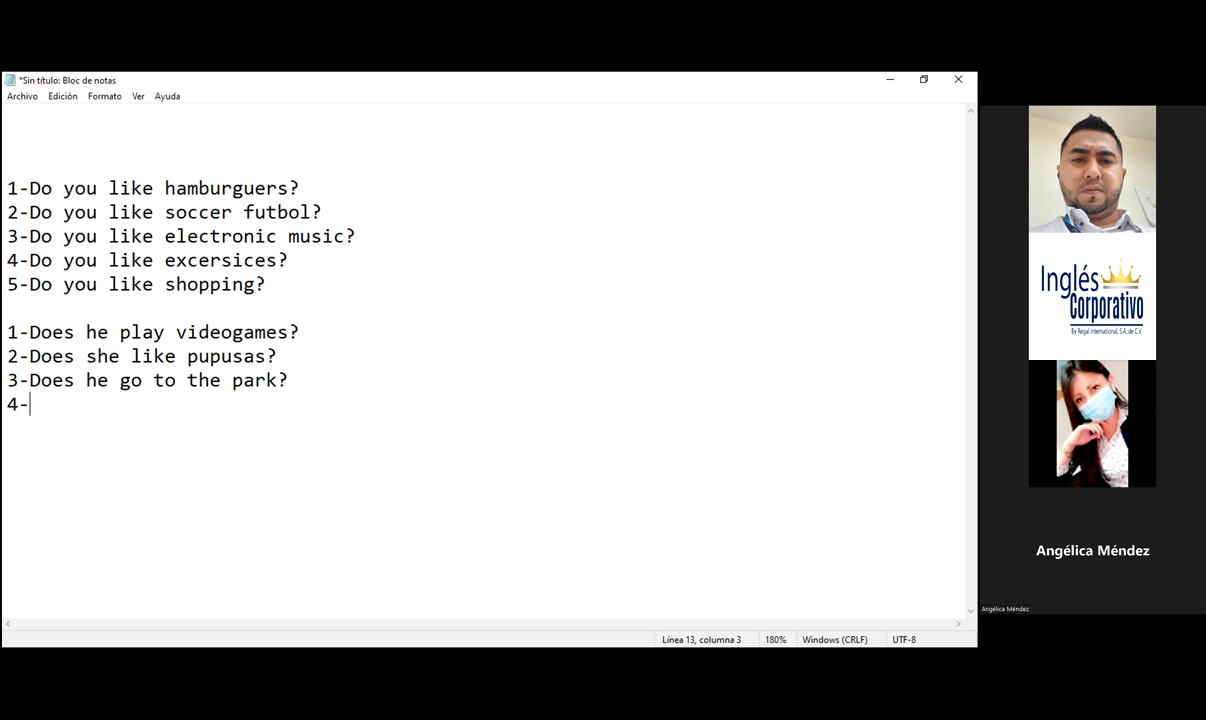 *Sin título: Bloc de notas
Archivo Edición Formato Ver Ayuda
1-Do you like hamburguers?
2-Do you like soccer futbol?
3-Do you like electronic music?
4-Do you like excersices?
5-Do you like shopping?
1-Does he play videogames?
2-Does she like pupusas?
3-Does he go to the park?
4-
Línea 13, columna 3 180% Windows (CRLF) UTF-8
Inglés
Corporativo
By Regal International, S.A. de C.V.
Angélica Méndez
Angélica Méndez